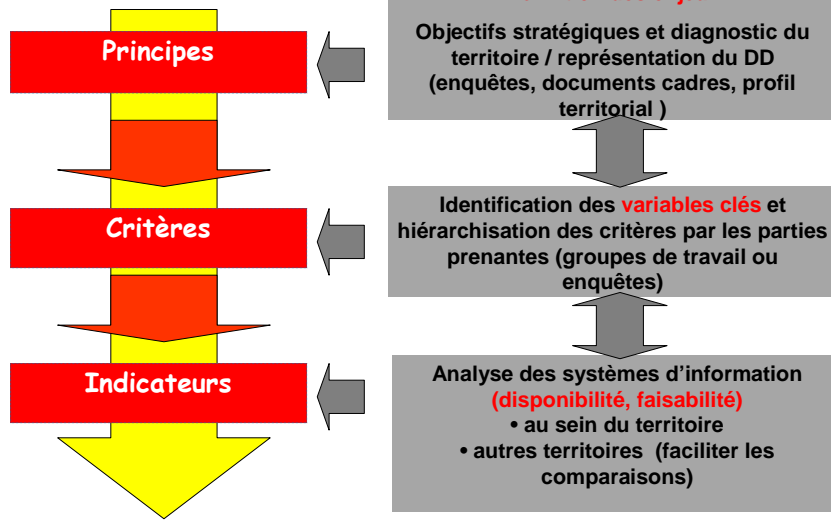 Principes
Objectifs stratégiques et diagnostic du
territoire / représentation du DD
(enquêtes, documents cadres, profil
territorial )
Critères
Identification des variables clés et
hiérarchisation des critères par les parties
prenantes (groupes de travail ou
enquêtes)
Indicateurs
Analyse des systèmes d'information
(disponibilité, faisabilité)
• au sein du territoire
• autres territoires (faciliter les
comparaisons)